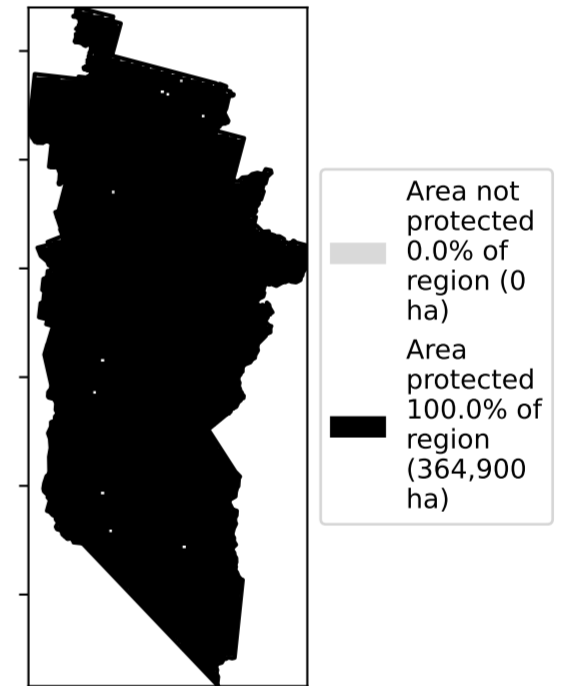 Area not
protected
0.0% of
region (0
ha)
Area
protected
100.0% of
region
(364,900
ha)